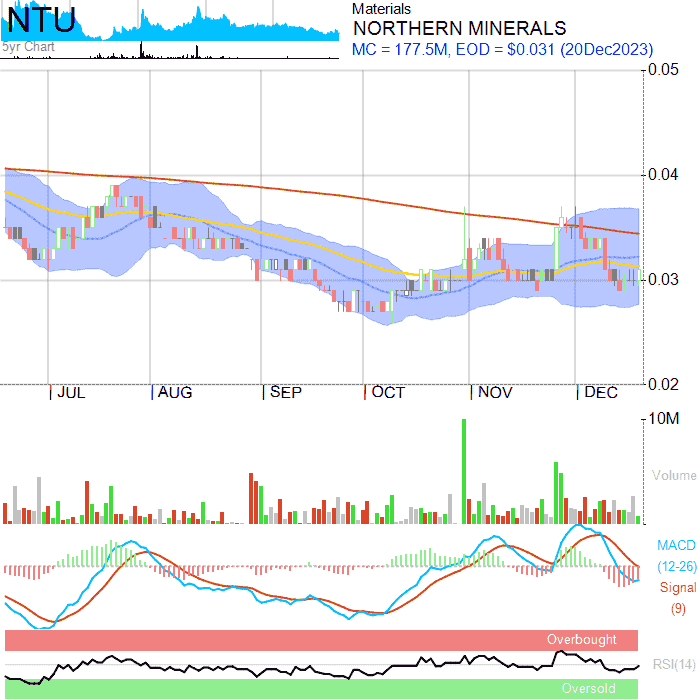 NTU
5yr Chart
Materials
NORTHERN MINERALS
MC = 177.5M, EOD = $0.031 (20Dec2023)
0.05
0.04
0.03
0.02
JUL AUG SEP OCT NOV DEC
10M
Volume
MACD
(12-26)
Signal
(9)
Overbought
RSI(14)
Oversold